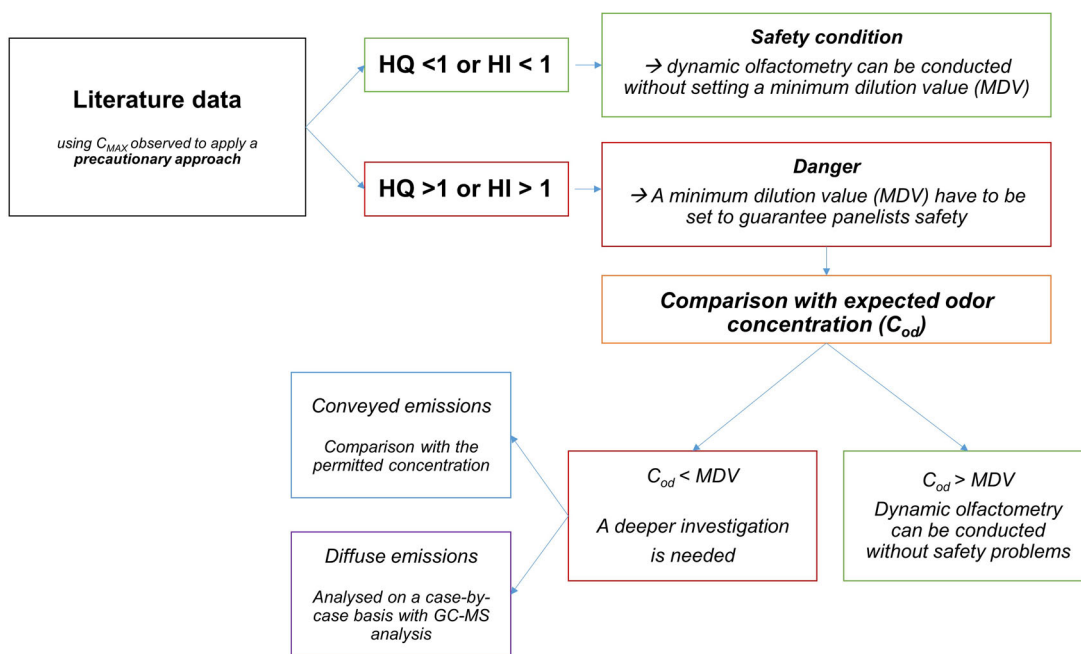 Literature data
using CMAX observed to apply a
precautionary approach
HQ <1 or HI < 1
Safety condition
→ dynamic olfactometry can be conducted
without setting a minimum dilution value (MDV)
HQ >1 or HI > 1
Danger
→ A minimum dilution value (MDV) have to be
set to guarantee panelists safety
Comparison with expected odor
concentration (Cod)
Conveyed emissions
Comparison with the
permitted concentration
Cod < MDV
A deeper investigation
is needed
Cod > MDV
Dynamic olfactometry
can be conducted
without safety problems
Diffuse emissions
Analysed on a case-by-
case basis with GC-MS
analysis